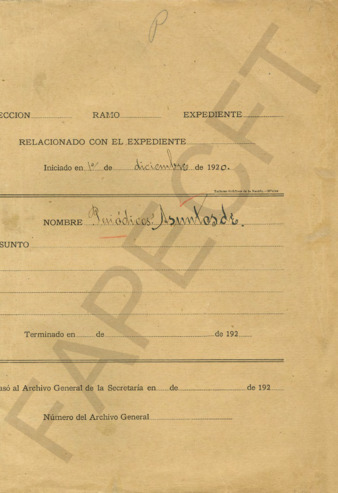 P
ECCION RAMO EXPEDIENTE
RELACIONADO CON EL EXPEDIENTE
Iniciado en 1º de diciembre de 1920.
NOMBRE Periódicos Asuntos de.
SUNTO
Terminado en de de 192
asó al Archivo General de la Secretaría en de de 192
Número del Archivo General
FAPECFT